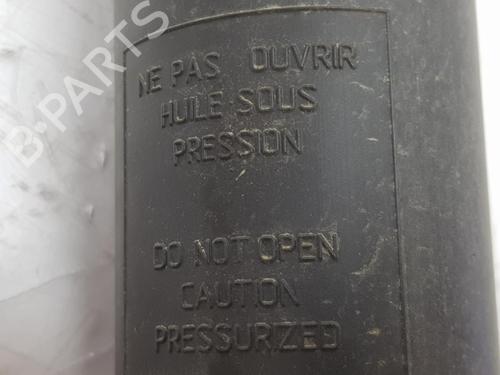 NE PAS OUVRIR
HUILE SOUS
PRESSION
DO NOT OPEN
CAUTION
PRESSURIZED
B-PARTS